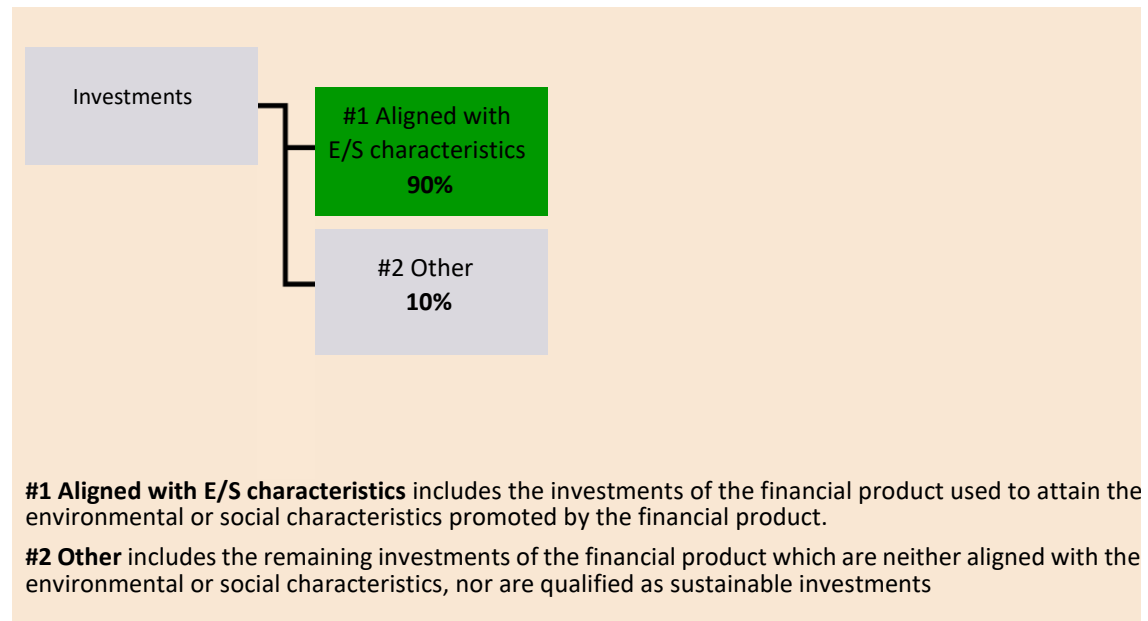 Investments
#1 Aligned with
E/S characteristics
90%
#2 Other
10%
#1 Aligned with E/S characteristics includes the investments of the financial product used to attain the
environmental or social characteristics promoted by the financial product.
#2 Other includes the remaining investments of the financial product which are neither aligned with the
environmental or social characteristics, nor are qualified as sustainable investments